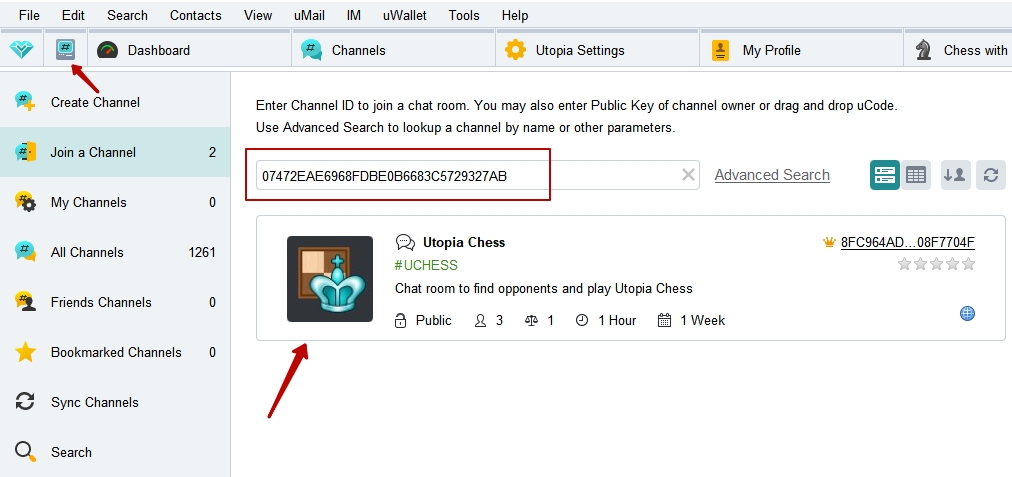 File Edit Search Contacts View uMail IM uWallet Tools Help
Dashboard Channels Utopia Settings My Profile Chess with
Create Channel
Join a Channel 2
My Channels 0
All Channels 1261
Friends Channels 0
Bookmarked Channels 0
Sync Channels
Search
Enter Channel ID to join a chat room. You may also enter Public Key of channel owner or drag and drop uCode.
Use Advanced Search to lookup a channel by name or other parameters.
07472EAE6968FDBE0B6683C5729327AB Advanced Search
Utopia Chess 8FC964AD...08F7704F
#UCHESS
Chat room to find opponents and play Utopia Chess
Public 3 1 1 Hour 1 Week